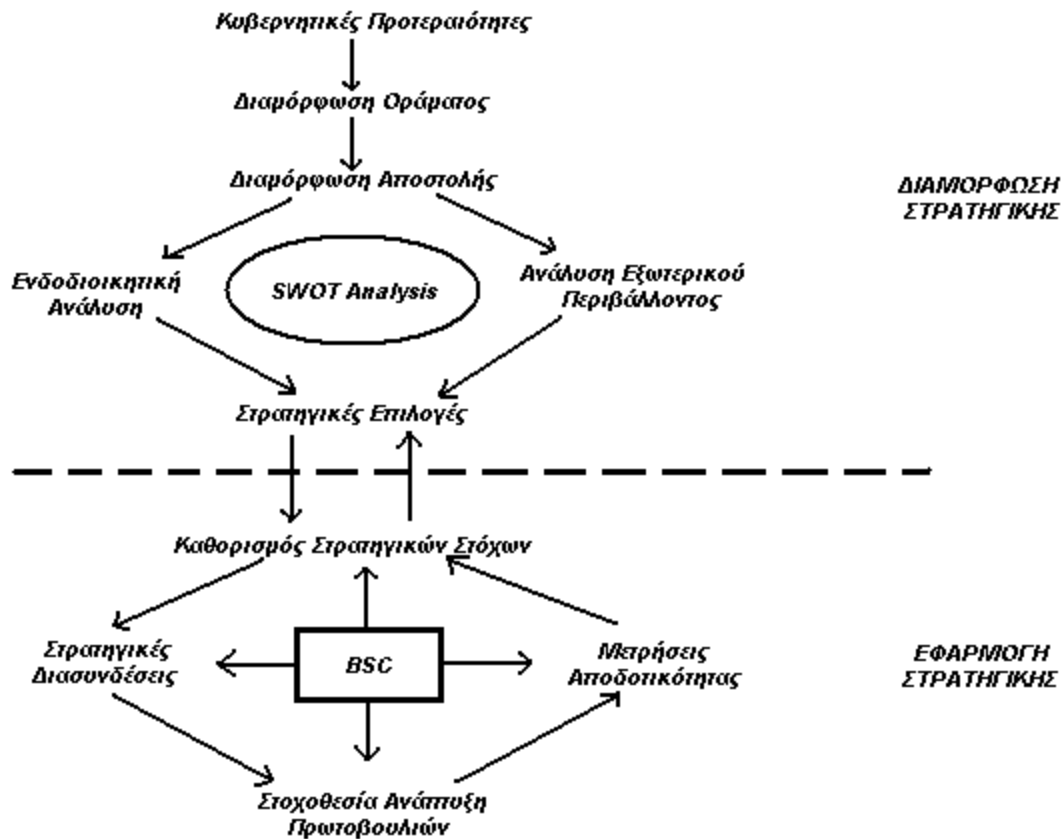 Κυβερνητικές Προτεραιότητες
Διαμόρφωση Οράματος
Διαμόρφωση Αποστολής
ΔΙΑΜΟΡΦΩΣΗ
ΣΤΡΑΤΗΓΙΚΗΣ
Ενδοδιοικητική
Ανάλυση
SWOT Analysis
Ανάλυση Εξωτερικού
Περιβάλλοντος
Στρατηγικές Επιλογές
Καθορισμός Στρατηγικών Στόχων
Στρατηγικές
Διασυνδέσεις
BSC
Μετρήσεις
Αποδοτικότητας
ΕΦΑΡΜΟΓΗ
ΣΤΡΑΤΗΓΙΚΗΣ
Στοχοθεσία Ανάπτυξη
Πρωτοβουλιών